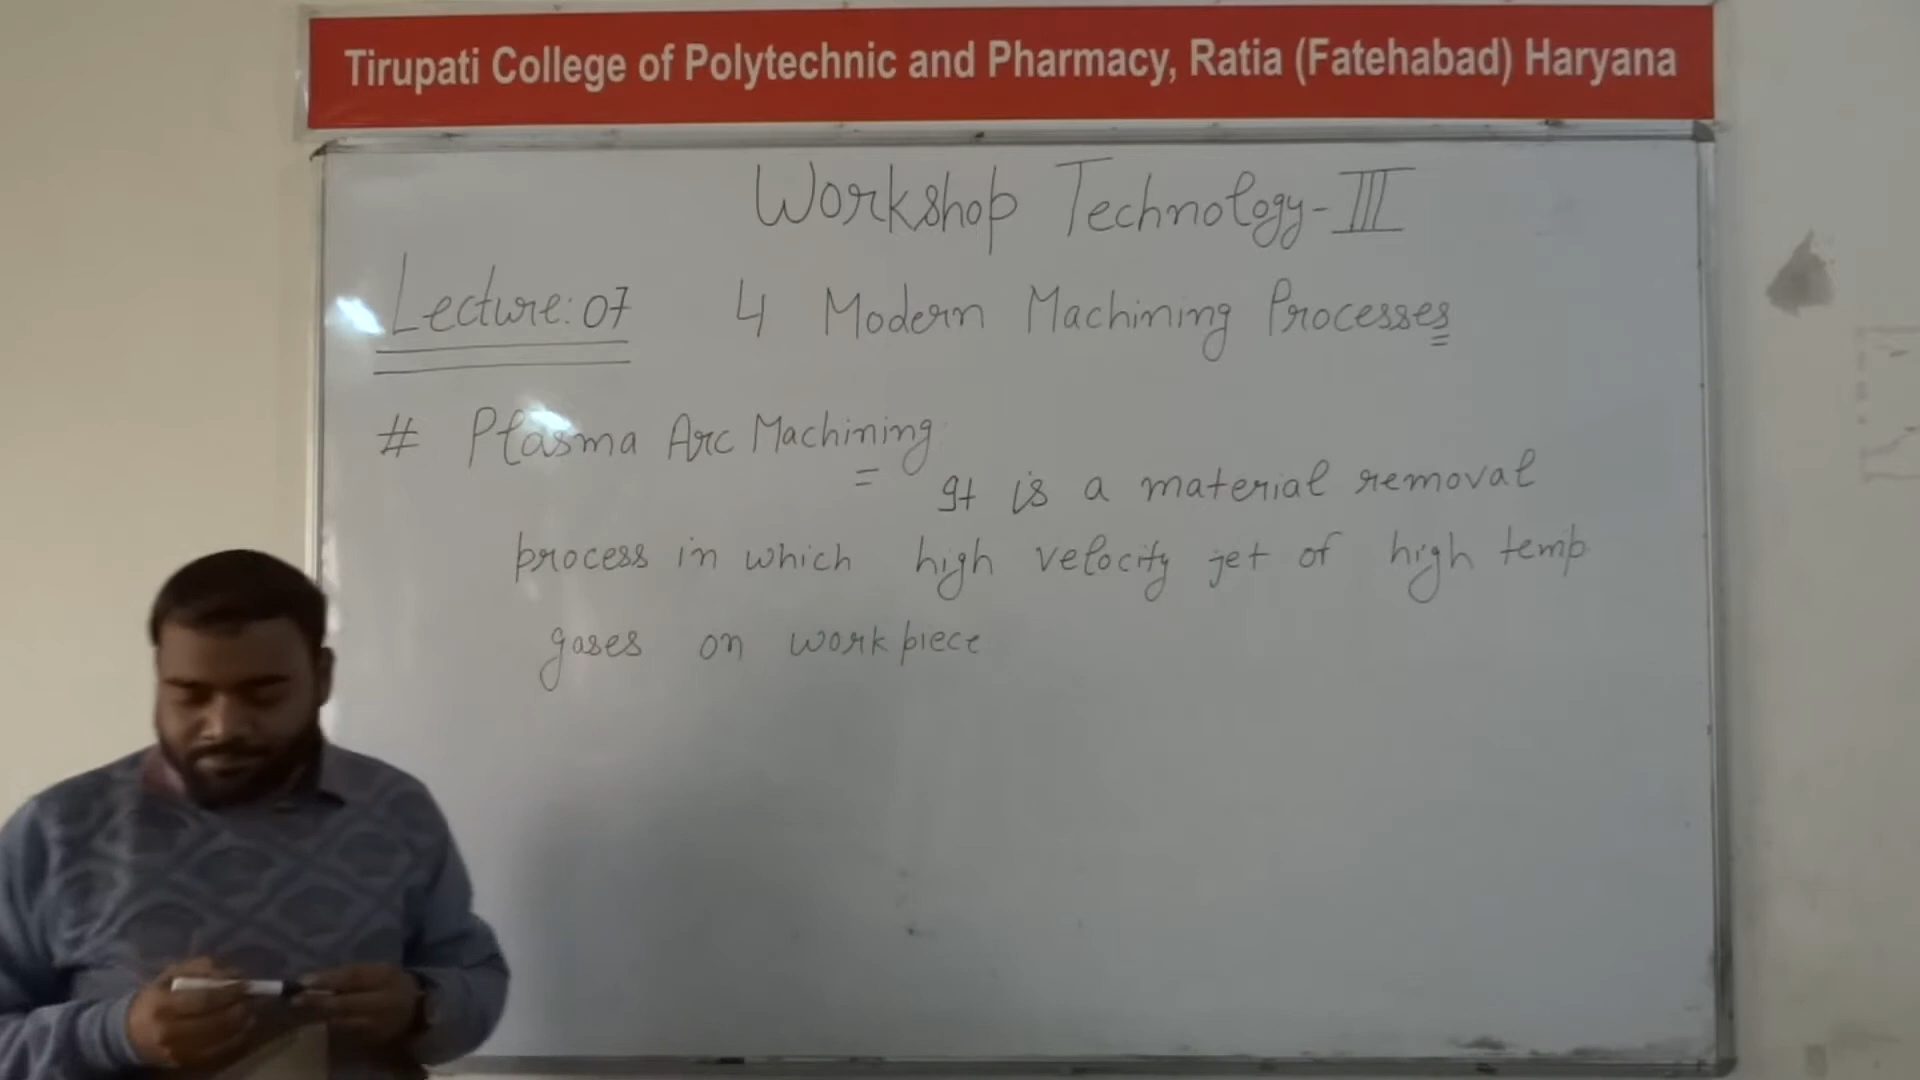 Tirupati College of Polytechnic and Pharmacy, Ratia (Fatehabad) Haryana
Workshop Technology-III
Lecture: 07 4 Modern Machining Processes
# Plasma Arc Machining
It is a material removal
process in which high velocity jet of high temp
gases on workpiece